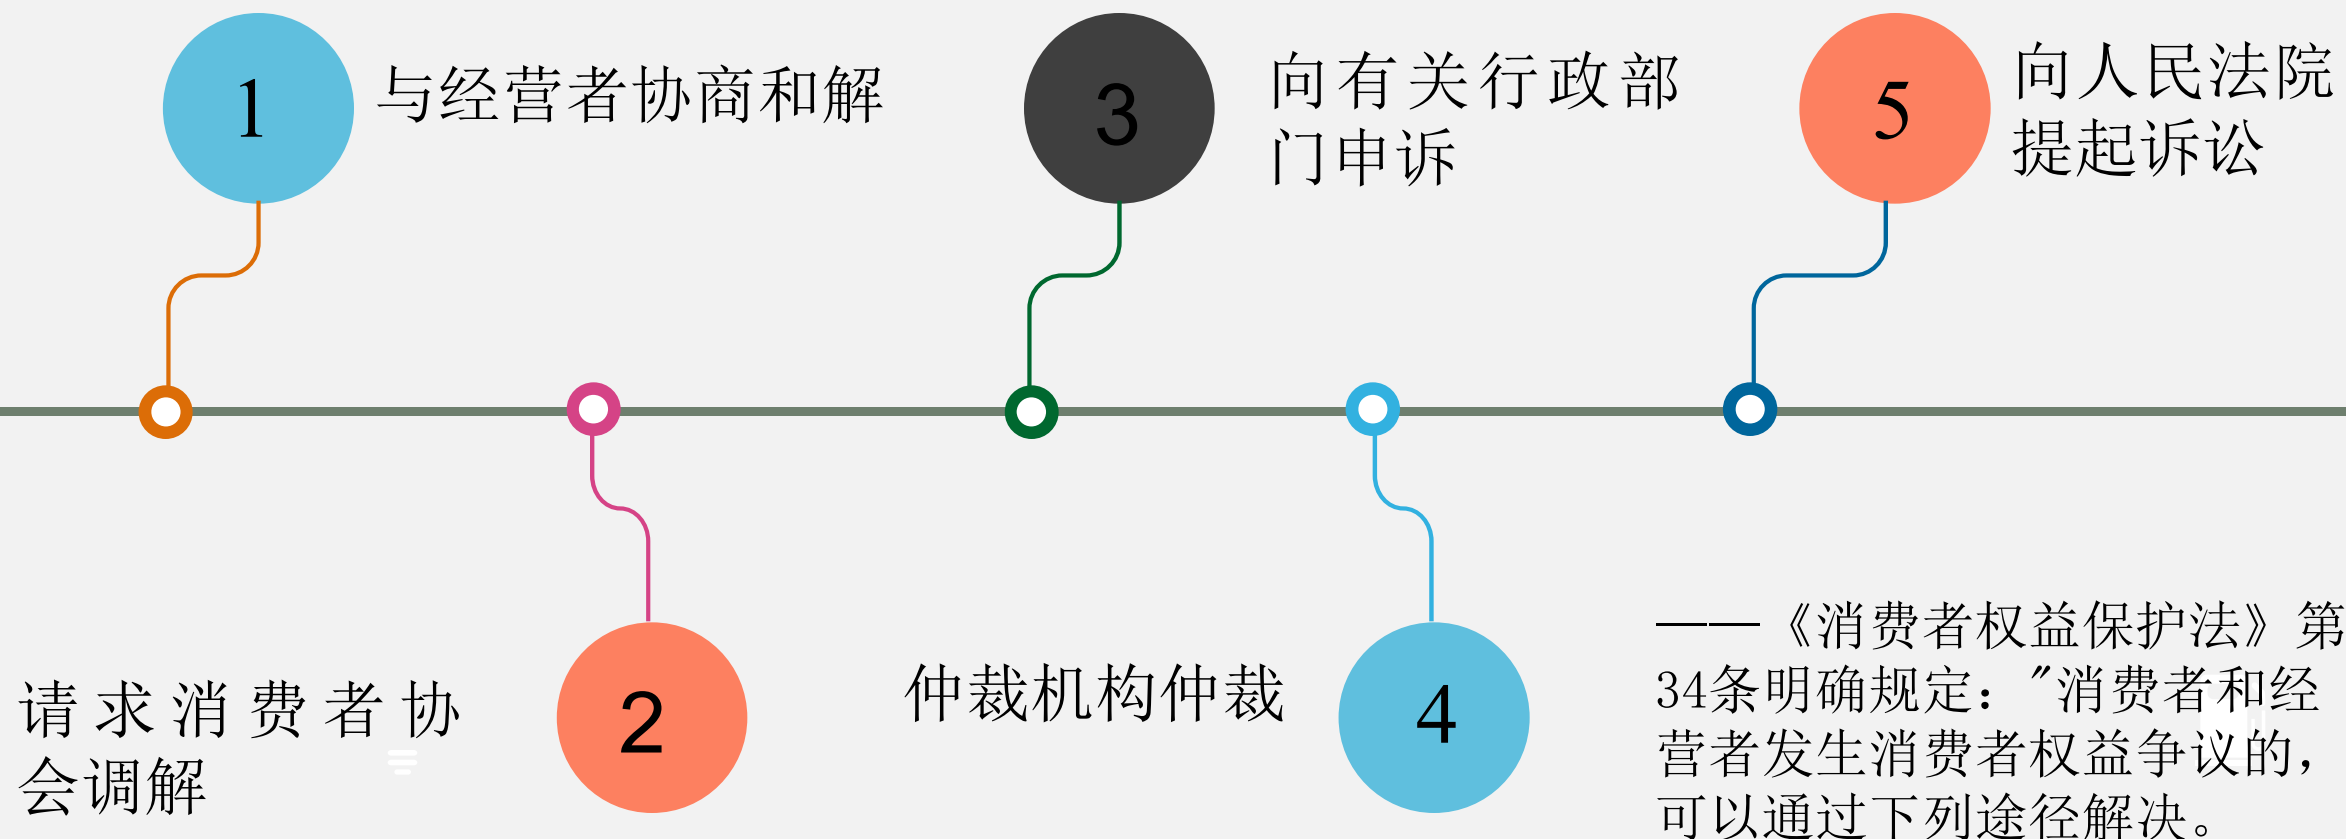 1
与经营者协商和解
3
向有关行政部
门申诉
5
向人民法院
提起诉讼
请求消费者协
会调解
2
仲裁机构仲裁
4
——《消费者权益保护法》第
34条明确规定："消费者和经
营者发生消费者权益争议的，
可以通过下列途径解决。